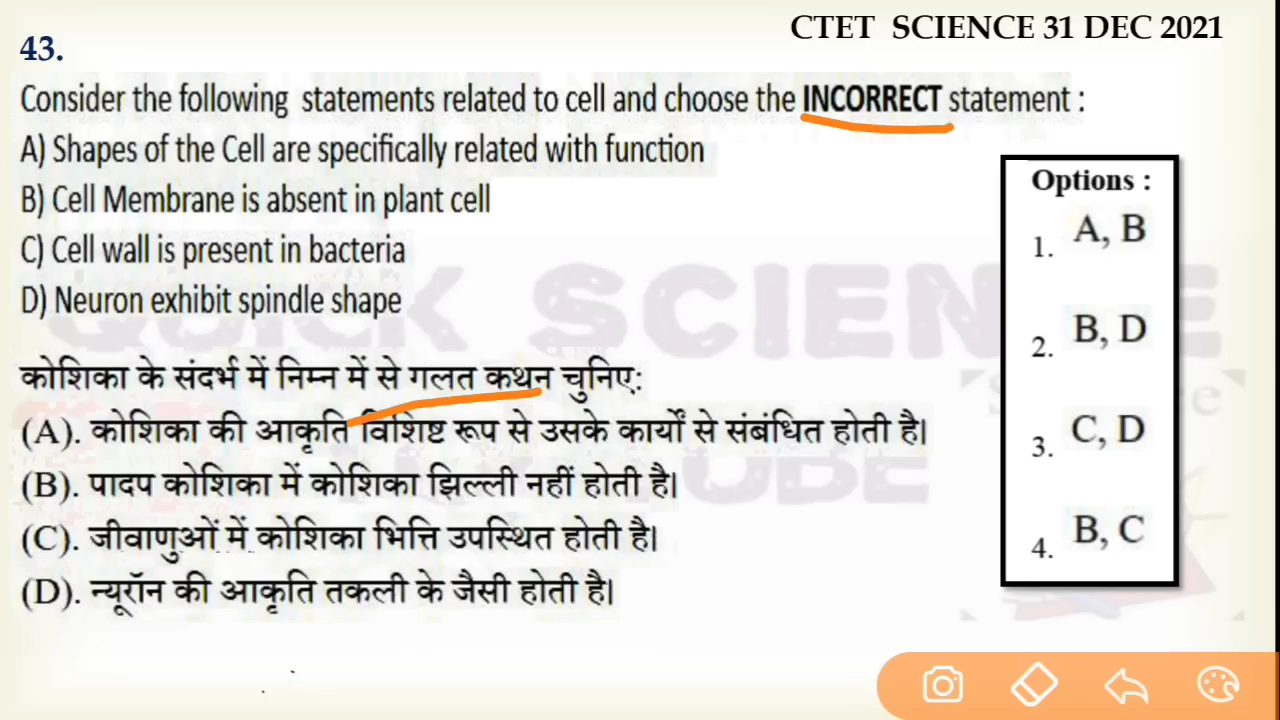 CTET SCIENCE 31 DEC 2021
43.
Consider the following statements related to cell and choose the INCORRECT statement :
A) Shapes of the Cell are specifically related with function
B) Cell Membrane is absent in plant cell
C) Cell wall is present in bacteria
D) Neuron exhibit spindle shape
कोशिका के संदर्भ में निम्न में से गलत कथन चुनिए:
(A). कोशिका की आकृति विशिष्ट रूप से उसके कार्यों से संबंधित होती है।
(B). पादप कोशिका में कोशिका झिल्ली नहीं होती है।
(C). जीवाणुओं में कोशिका भित्ति उपस्थित होती है।
(D). न्यूरॉन की आकृति तकली के जैसी होती है।
Options :
1. A, B
2. B, D
3. C, D
4. B, C
QUICK SCIENCE